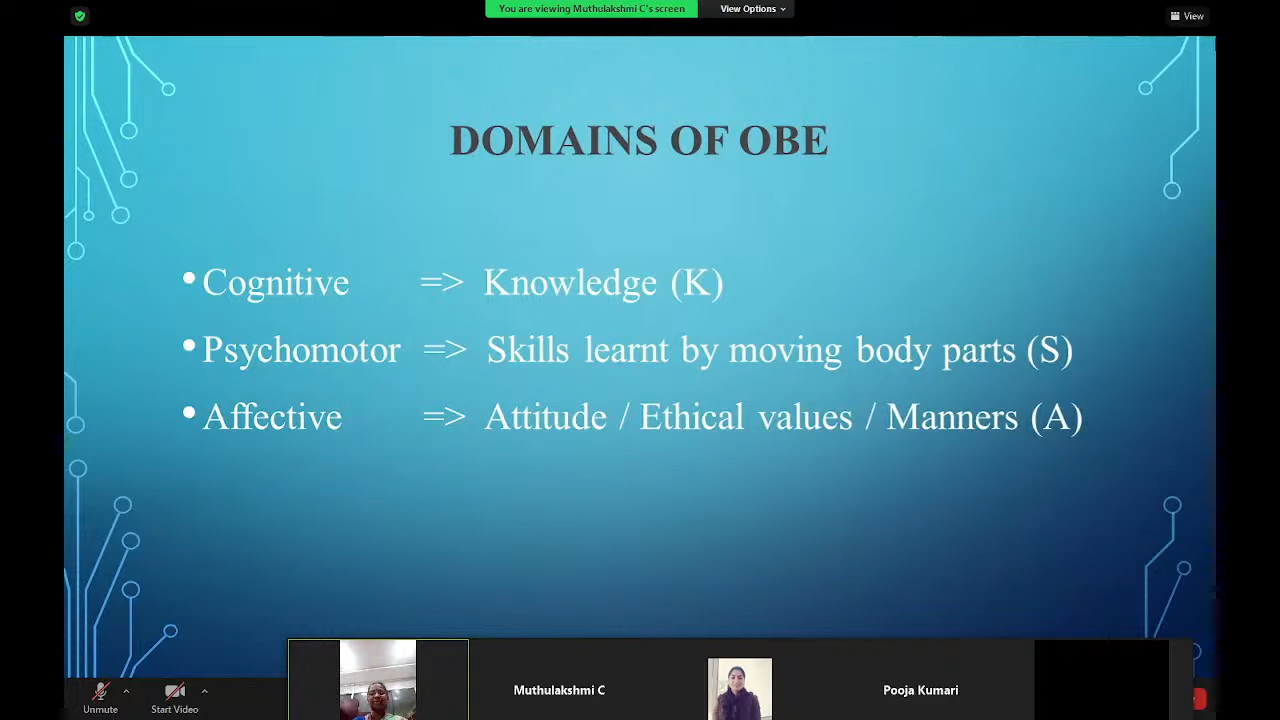 You are viewing Muthulakshmi C's screen
View Options
View
DOMAINS OF OBE
• Cognitive => Knowledge (K)
• Psychomotor => Skills learnt by moving body parts (S)
• Affective => Attitude / Ethical values / Manners (A)
Unmute
Start Video
Muthulakshmi C
Pooja Kumari